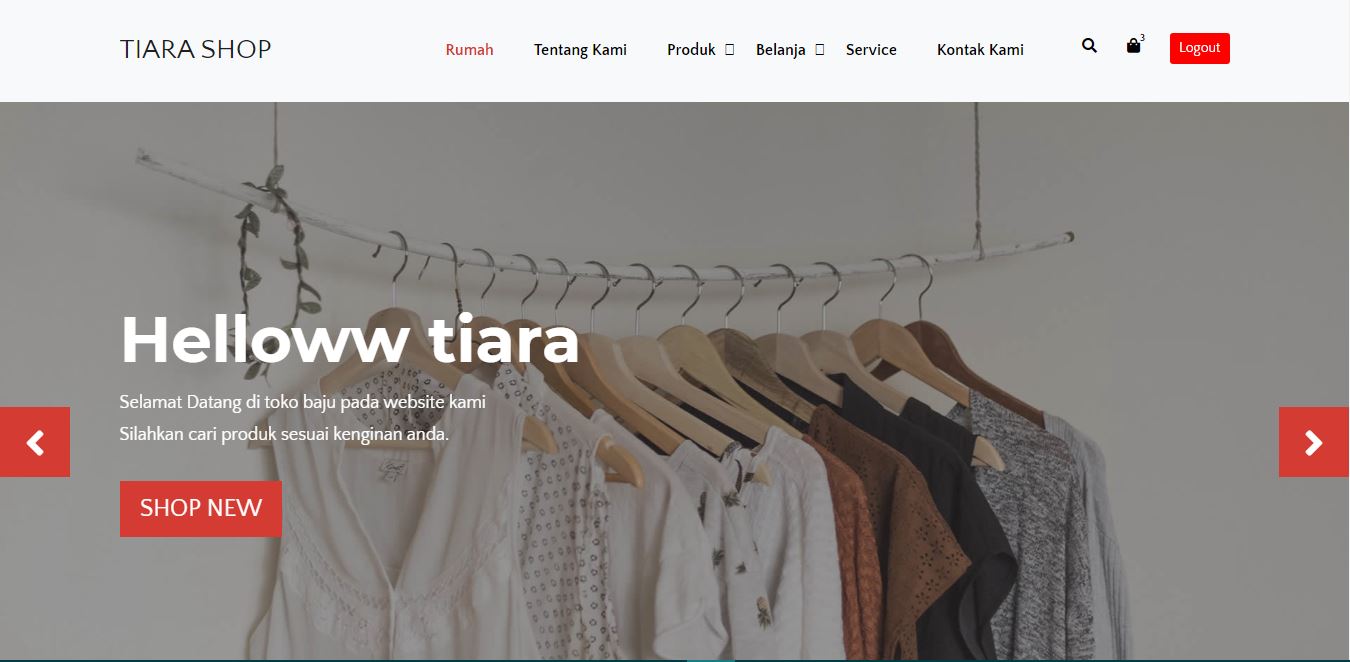 TIARA SHOP
Rumah Tentang Kami Produk Belanja Service Kontak Kami 3 Logout
Helloww tiara
Selamat Datang di toko baju pada website kami
Silahkan cari produk sesuai kenginan anda.
SHOP NEW